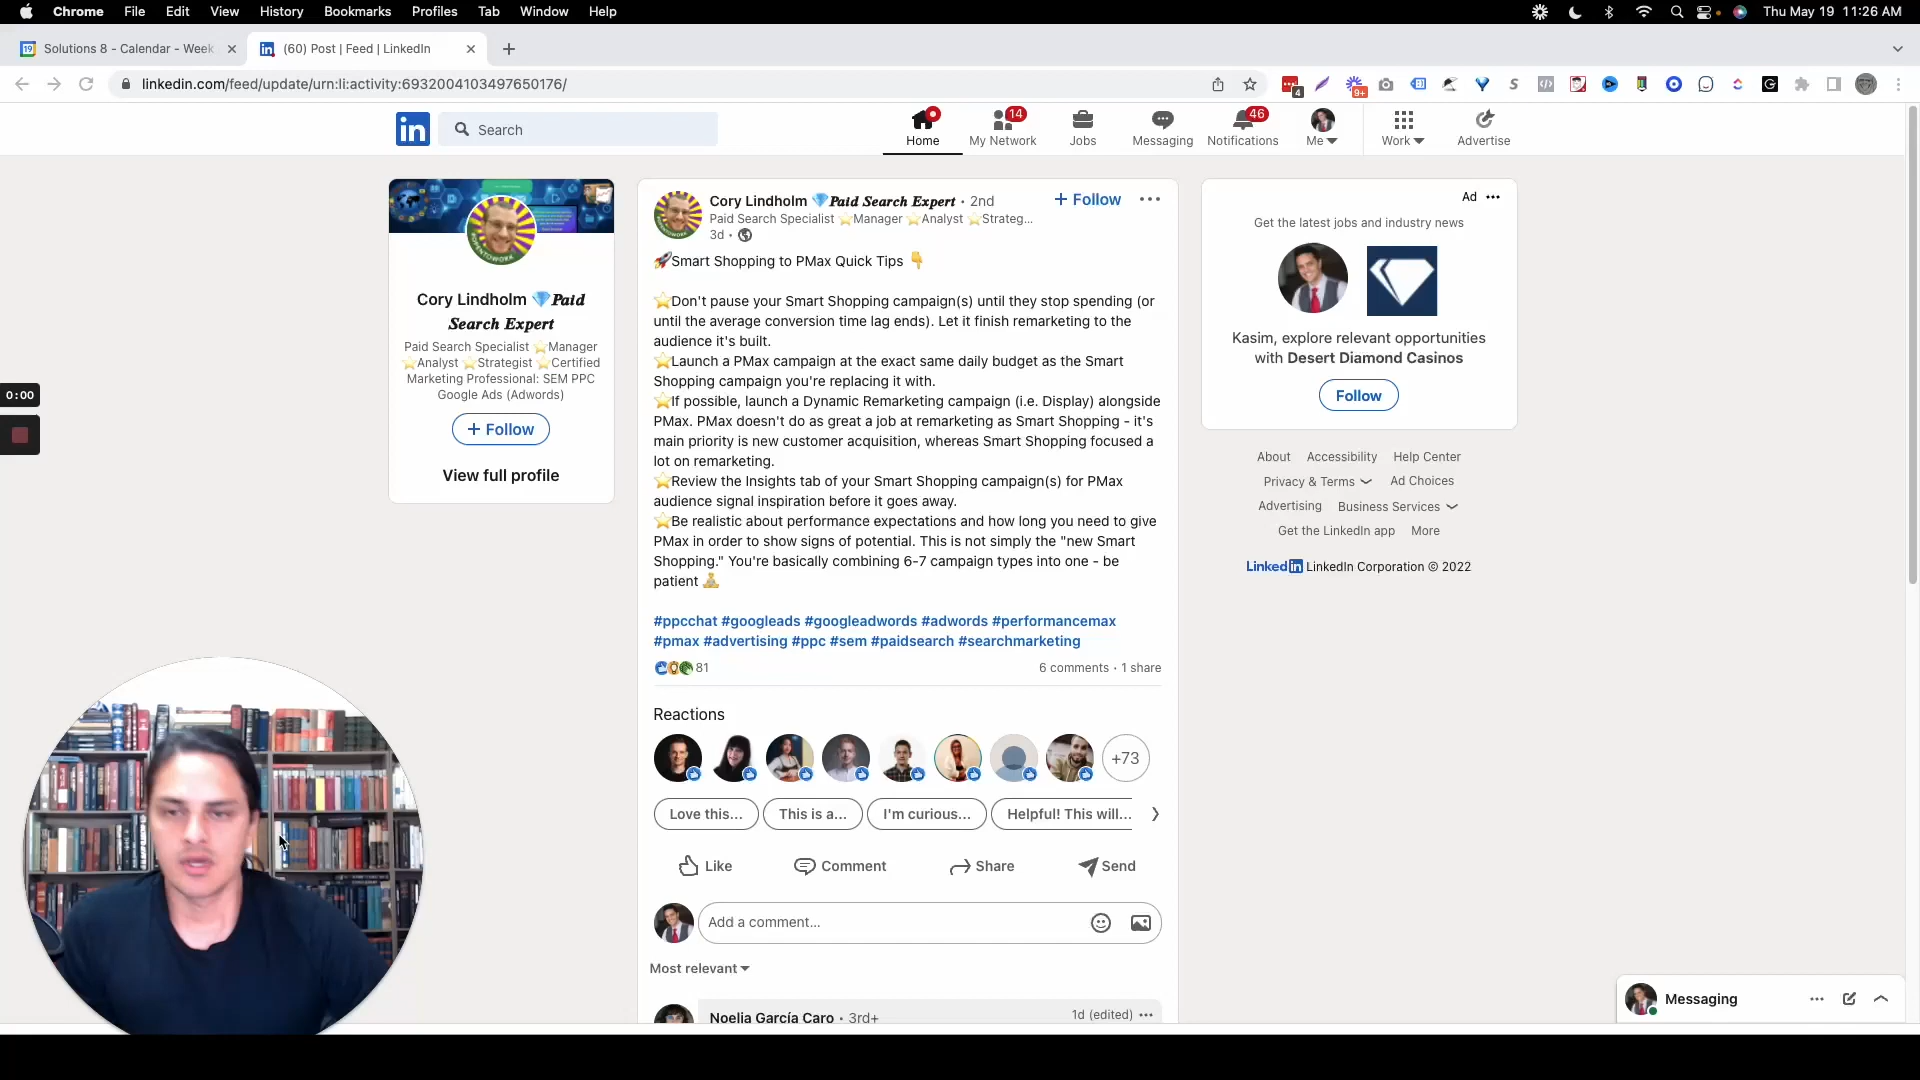 Chrome File Edit View History Bookmarks Profiles Tab Window Help
Thu May 19 11:26 AM
Solutions 8 - Calendar - Week
(60) Post | Feed | LinkedIn
linkedin.com/feed/update/urn:li:activity:6932004103497650176/
4
9+
in
Search
Home
14
My Network
Jobs
Messaging
46
Notifications
Me
Work
Advertise
0:00
#OPENTOWORK
Cory Lindholm 💎Paid
Search Expert
Paid Search Specialist ⭐Manager
⭐Analyst ⭐Strategist ⭐Certified
Marketing Professional: SEM PPC
Google Ads (Adwords)
+ Follow
View full profile
Cory Lindholm 💎Paid Search Expert • 2nd
Paid Search Specialist ⭐Manager ⭐Analyst ⭐Strateg...
3d •
+ Follow
🚀Smart Shopping to PMax Quick Tips 👇
⭐Don't pause your Smart Shopping campaign(s) until they stop spending (or
until the average conversion time lag ends). Let it finish remarketing to the
audience it's built.
⭐Launch a PMax campaign at the exact same daily budget as the Smart
Shopping campaign you're replacing it with.
⭐If possible, launch a Dynamic Remarketing campaign (i.e. Display) alongside
PMax. PMax doesn't do as great a job at remarketing as Smart Shopping - it's
main priority is new customer acquisition, whereas Smart Shopping focused a
lot on remarketing.
⭐Review the Insights tab of your Smart Shopping campaign(s) for PMax
audience signal inspiration before it goes away.
⭐Be realistic about performance expectations and how long you need to give
PMax in order to show signs of potential. This is not simply the "new Smart
Shopping." You're basically combining 6-7 campaign types into one - be
patient 🙏
#ppcchat #googleads #googleadwords #adwords #performancemax
#pmax #advertising #ppc #sem #paidsearch #searchmarketing
81
6 comments • 1 share
Reactions
+73
Love this...
This is a...
I'm curious...
Helpful! This will...
Like
Comment
Share
Send
Add a comment...
Most relevant
Noelia García Caro • 3rd+
1d (edited)
Ad
Get the latest jobs and industry news
Kasim, explore relevant opportunities
with Desert Diamond Casinos
Follow
About Accessibility Help Center
Privacy & Terms Ad Choices
Advertising Business Services
Get the LinkedIn app More
LinkedIn LinkedIn Corporation © 2022
Messaging